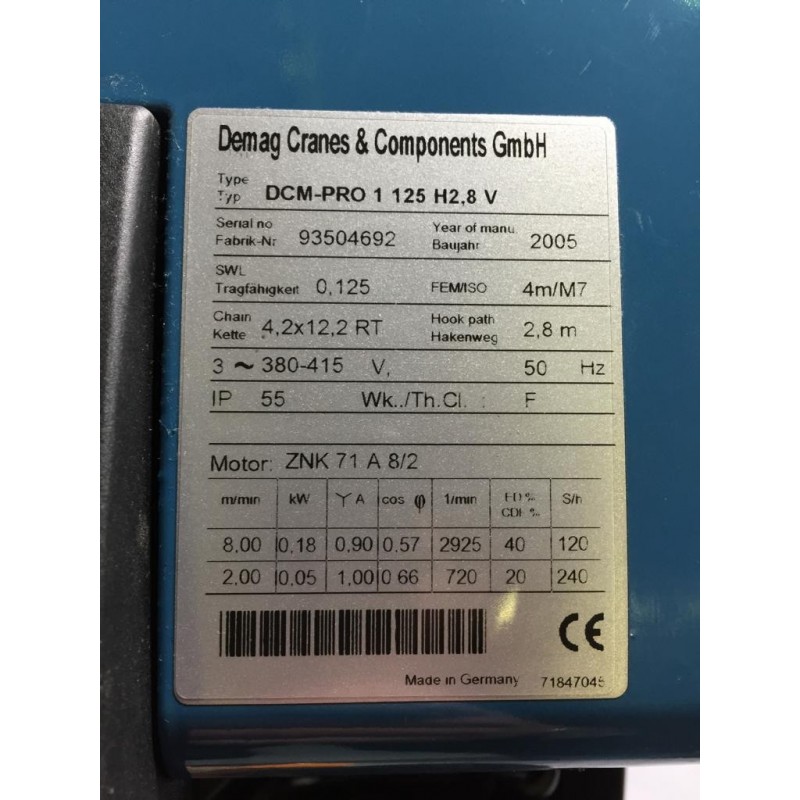 Demag Cranes & Components GmbH
Type
Typ DCM-PRO 1 125 H2,8 V
Serial no Year of manu.
Fabrik-Nr 93504692 Baujahr 2005
SWL
Tragfähigkeit 0,125 FEM/ISO 4m/M7
Chain Hook path
Kette 4,2x12,2 RT Hakenweg 2,8 m
3 ~ 380-415 V, 50 Hz
IP 55 Wk../Th.Cl. : F
Motor: ZNK 71 A 8/2
m/min kW Y A cos φ 1/min ED % S/h
CDF %
8,00 0,18 0,90 0,57 2925 40 120
2,00 0,05 1,00 0 66 720 20 240
CE
Made in Germany 71847045